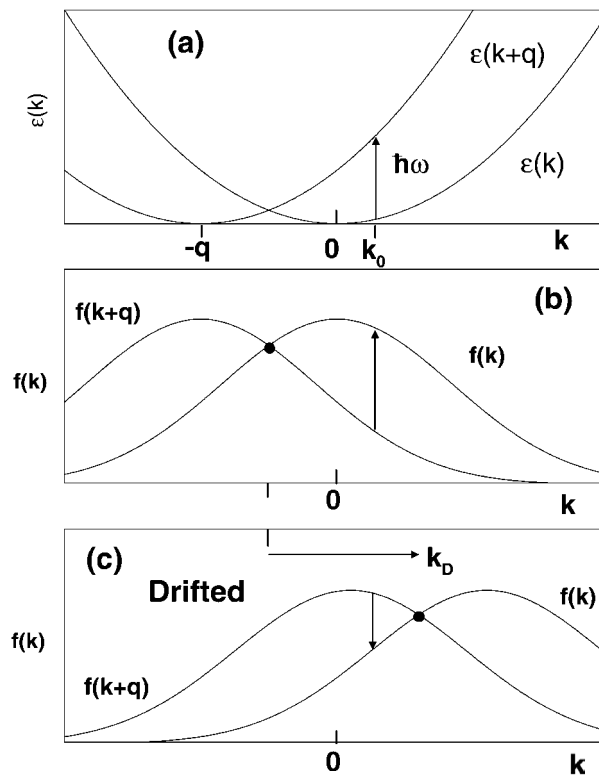 (a)
ε(k+q)
ε(k)
ħω
ε(k)
-q 0 k₀ k
(b)
f(k+q)
f(k)
f(k)
0 k
(c)
k_D
Drifted
f(k)
f(k)
f(k+q)
0 k